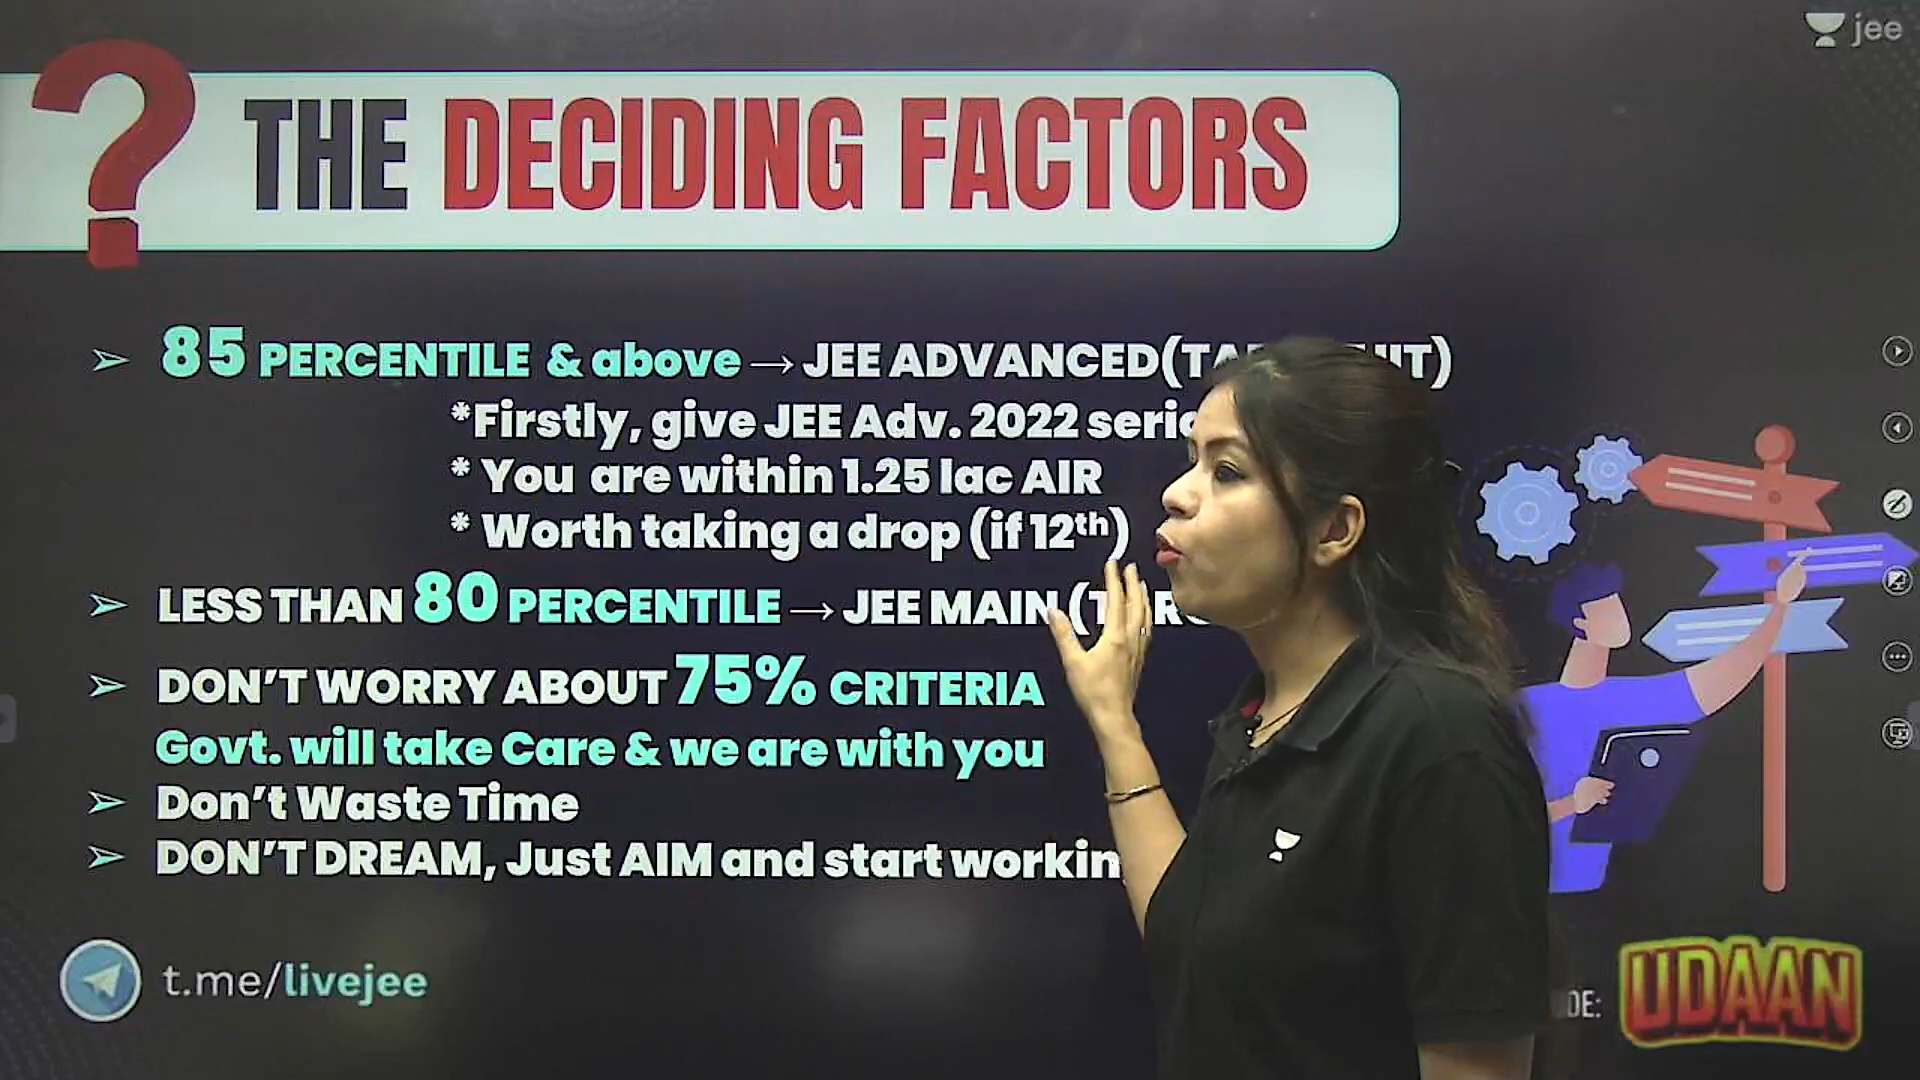 jee
THE DECIDING FACTORS
➢ 85 PERCENTILE & above → JEE ADVANCED(TA IIT)
*Firstly, give JEE Adv. 2022
* You are within 1.25 lac AIR
* Worth taking a drop (if 12th)
➢ LESS THAN 80 PERCENTILE → JEE MAIN
➢ DON'T WORRY ABOUT 75% CRITERIA
Govt. will take Care & we are with you
➢ Don't Waste Time
➢ DON'T DREAM, Just AIM and start workin
t.me/livejee
DE:
UDAAN